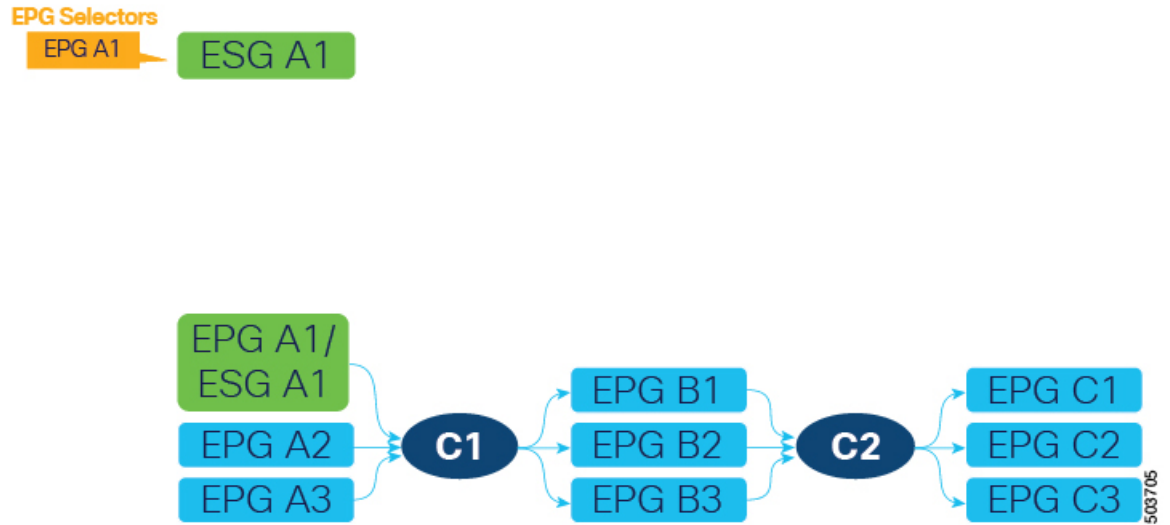 EPG Selectors
EPG A1
ESG A1
EPG A1/
ESG A1
EPG A2
EPG A3
C1
EPG B1
EPG B2
EPG B3
C2
EPG C1
EPG C2
EPG C3
503705